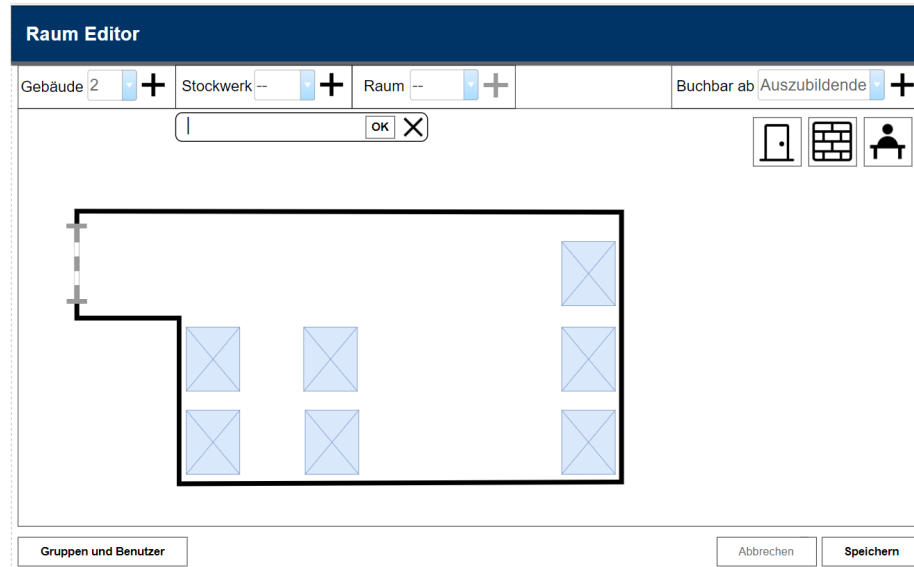 Raum Editor
Gebäude 2 Stockwerk -- Raum -- Buchbar ab Auszubildende
OK
Gruppen und Benutzer Abbrechen Speichern